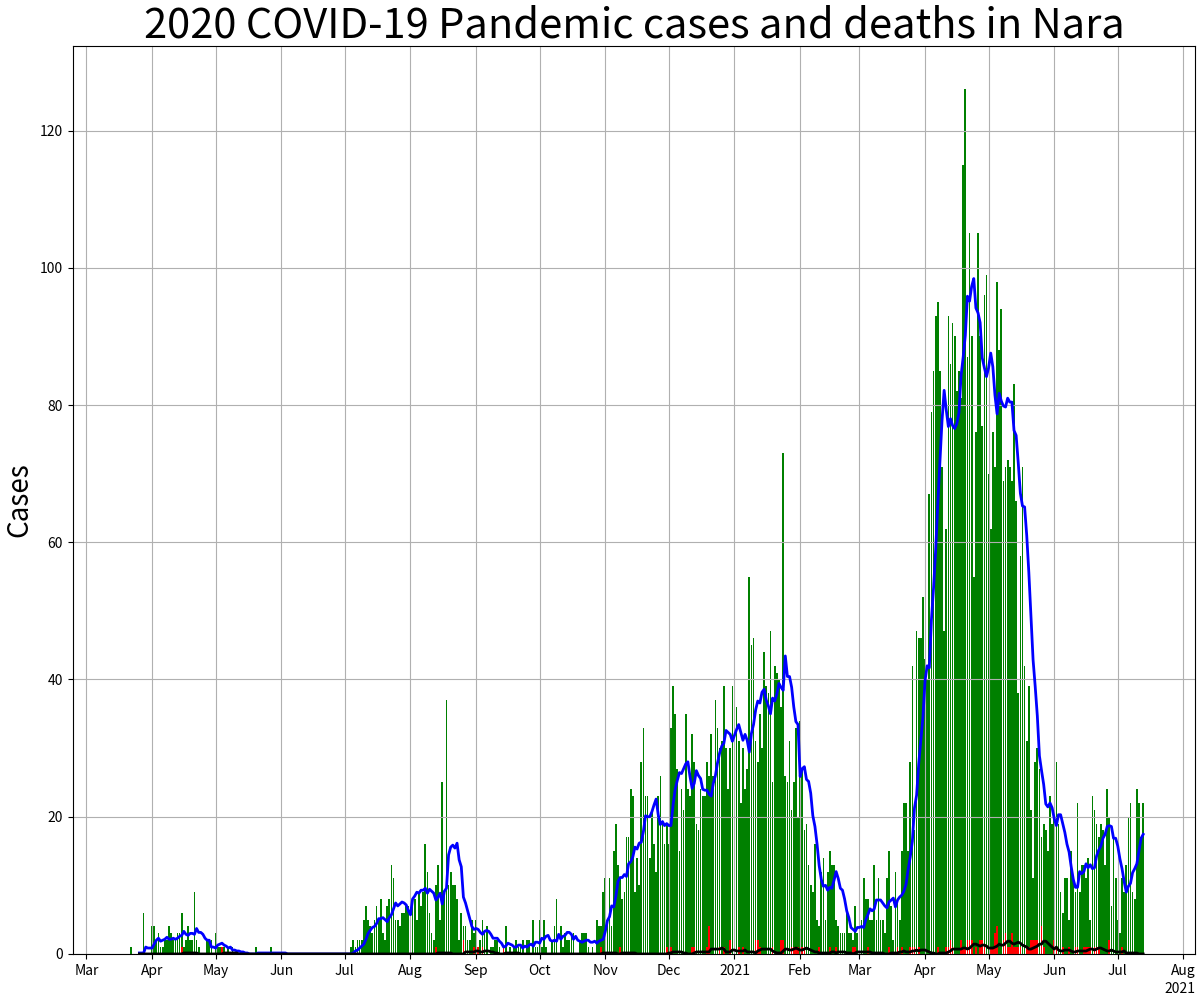 2020 COVID-19 Pandemic cases and deaths in Nara
Cases
120
100
80
60
40
20
0
Mar Apr May Jun Jul Aug Sep Oct Nov Dec 2021 Feb Mar Apr May Jun Jul Aug
2021